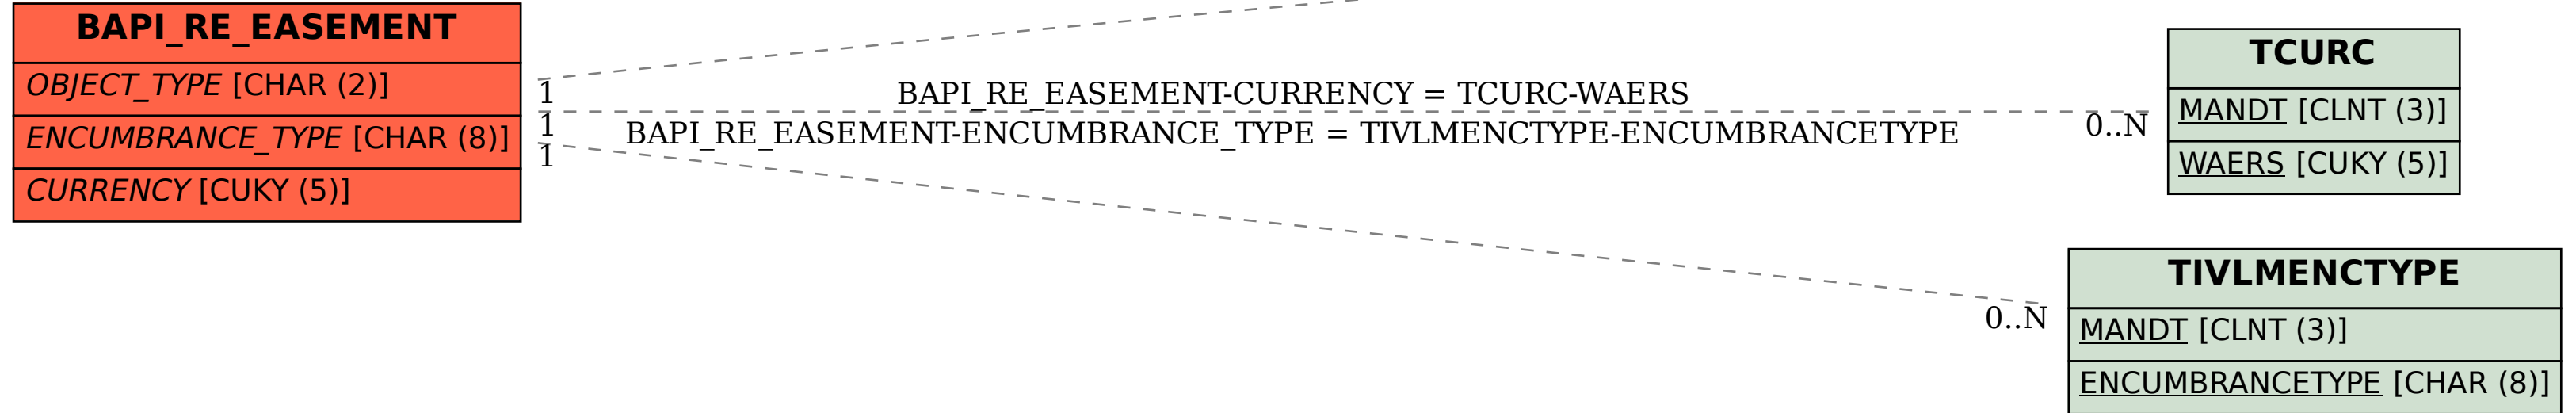 BAPI_RE_EASEMENT
OBJECT_TYPE [CHAR (2)]
ENCUMBRANCE_TYPE [CHAR (8)]
CURRENCY [CUKY (5)]
1
1
1
BAPI_RE_EASEMENT-CURRENCY = TCURC-WAERS
BAPI_RE_EASEMENT-ENCUMBRANCE_TYPE = TIVLMENCTYPE-ENCUMBRANCETYPE
0..N
TCURC
MANDT [CLNT (3)]
WAERS [CUKY (5)]
0..N
TIVLMENCTYPE
MANDT [CLNT (3)]
ENCUMBRANCETYPE [CHAR (8)]